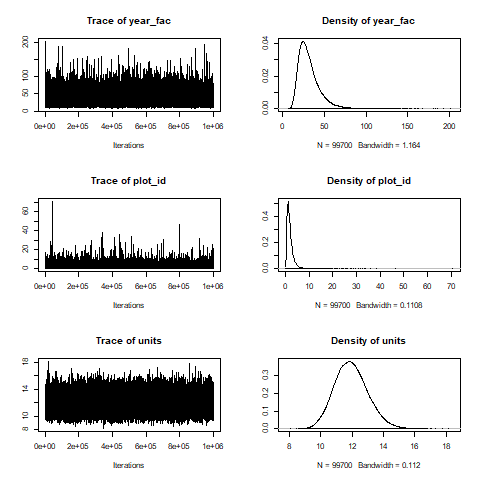 Trace of year_fac
Density of year_fac
200
150
100
50
0
0e+00 2e+05 4e+05 6e+05 8e+05 1e+06
Iterations
0.04
0.02
0.00
0 50 100 150 200
N = 99700 Bandwidth = 1.164
Trace of plot_id
Density of plot_id
60
40
20
0
0e+00 2e+05 4e+05 6e+05 8e+05 1e+06
Iterations
0.4
0.2
0.0
0 10 20 30 40 50 60 70
N = 99700 Bandwidth = 0.1108
Trace of units
Density of units
18
14
10
8
0e+00 2e+05 4e+05 6e+05 8e+05 1e+06
Iterations
0.3
0.2
0.1
0.0
8 10 12 14 16 18
N = 99700 Bandwidth = 0.112